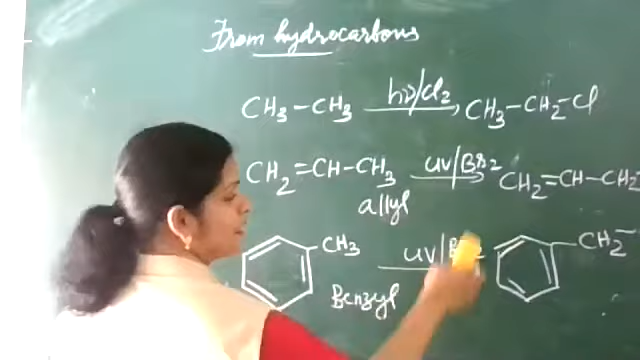 From hydrocarbons
CH3-CH3 hν/Cl2 CH3-CH2-Cl
CH2=CH-CH3 uv/Br2 CH2=CH-CH2
allyl
CH3 uv/Br2 CH2-
Benzyl